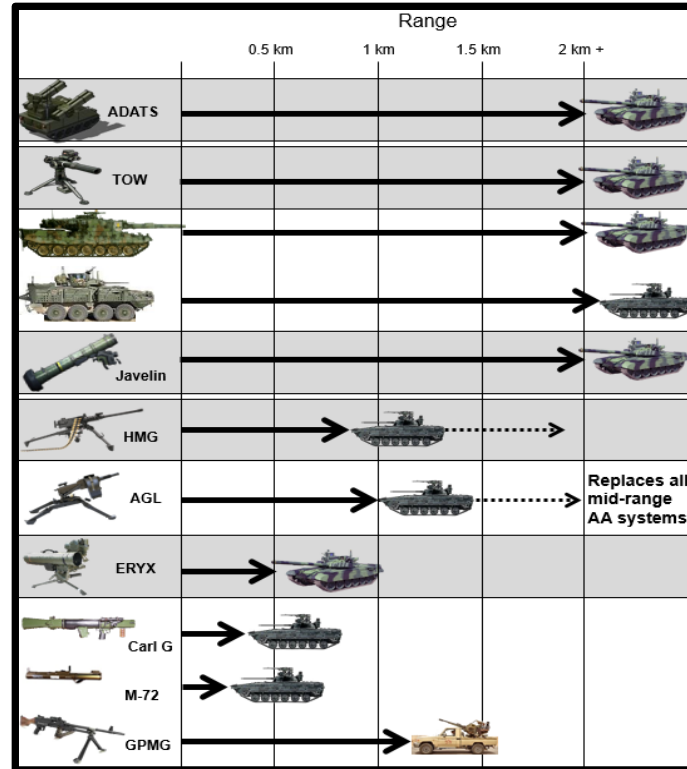 Range
0.5 km 1 km 1.5 km 2 km +
ADATS
TOW
Javelin
HMG
AGL
Replaces all
mid-range
AA systems
ERYX
Carl G
M-72
GPMG